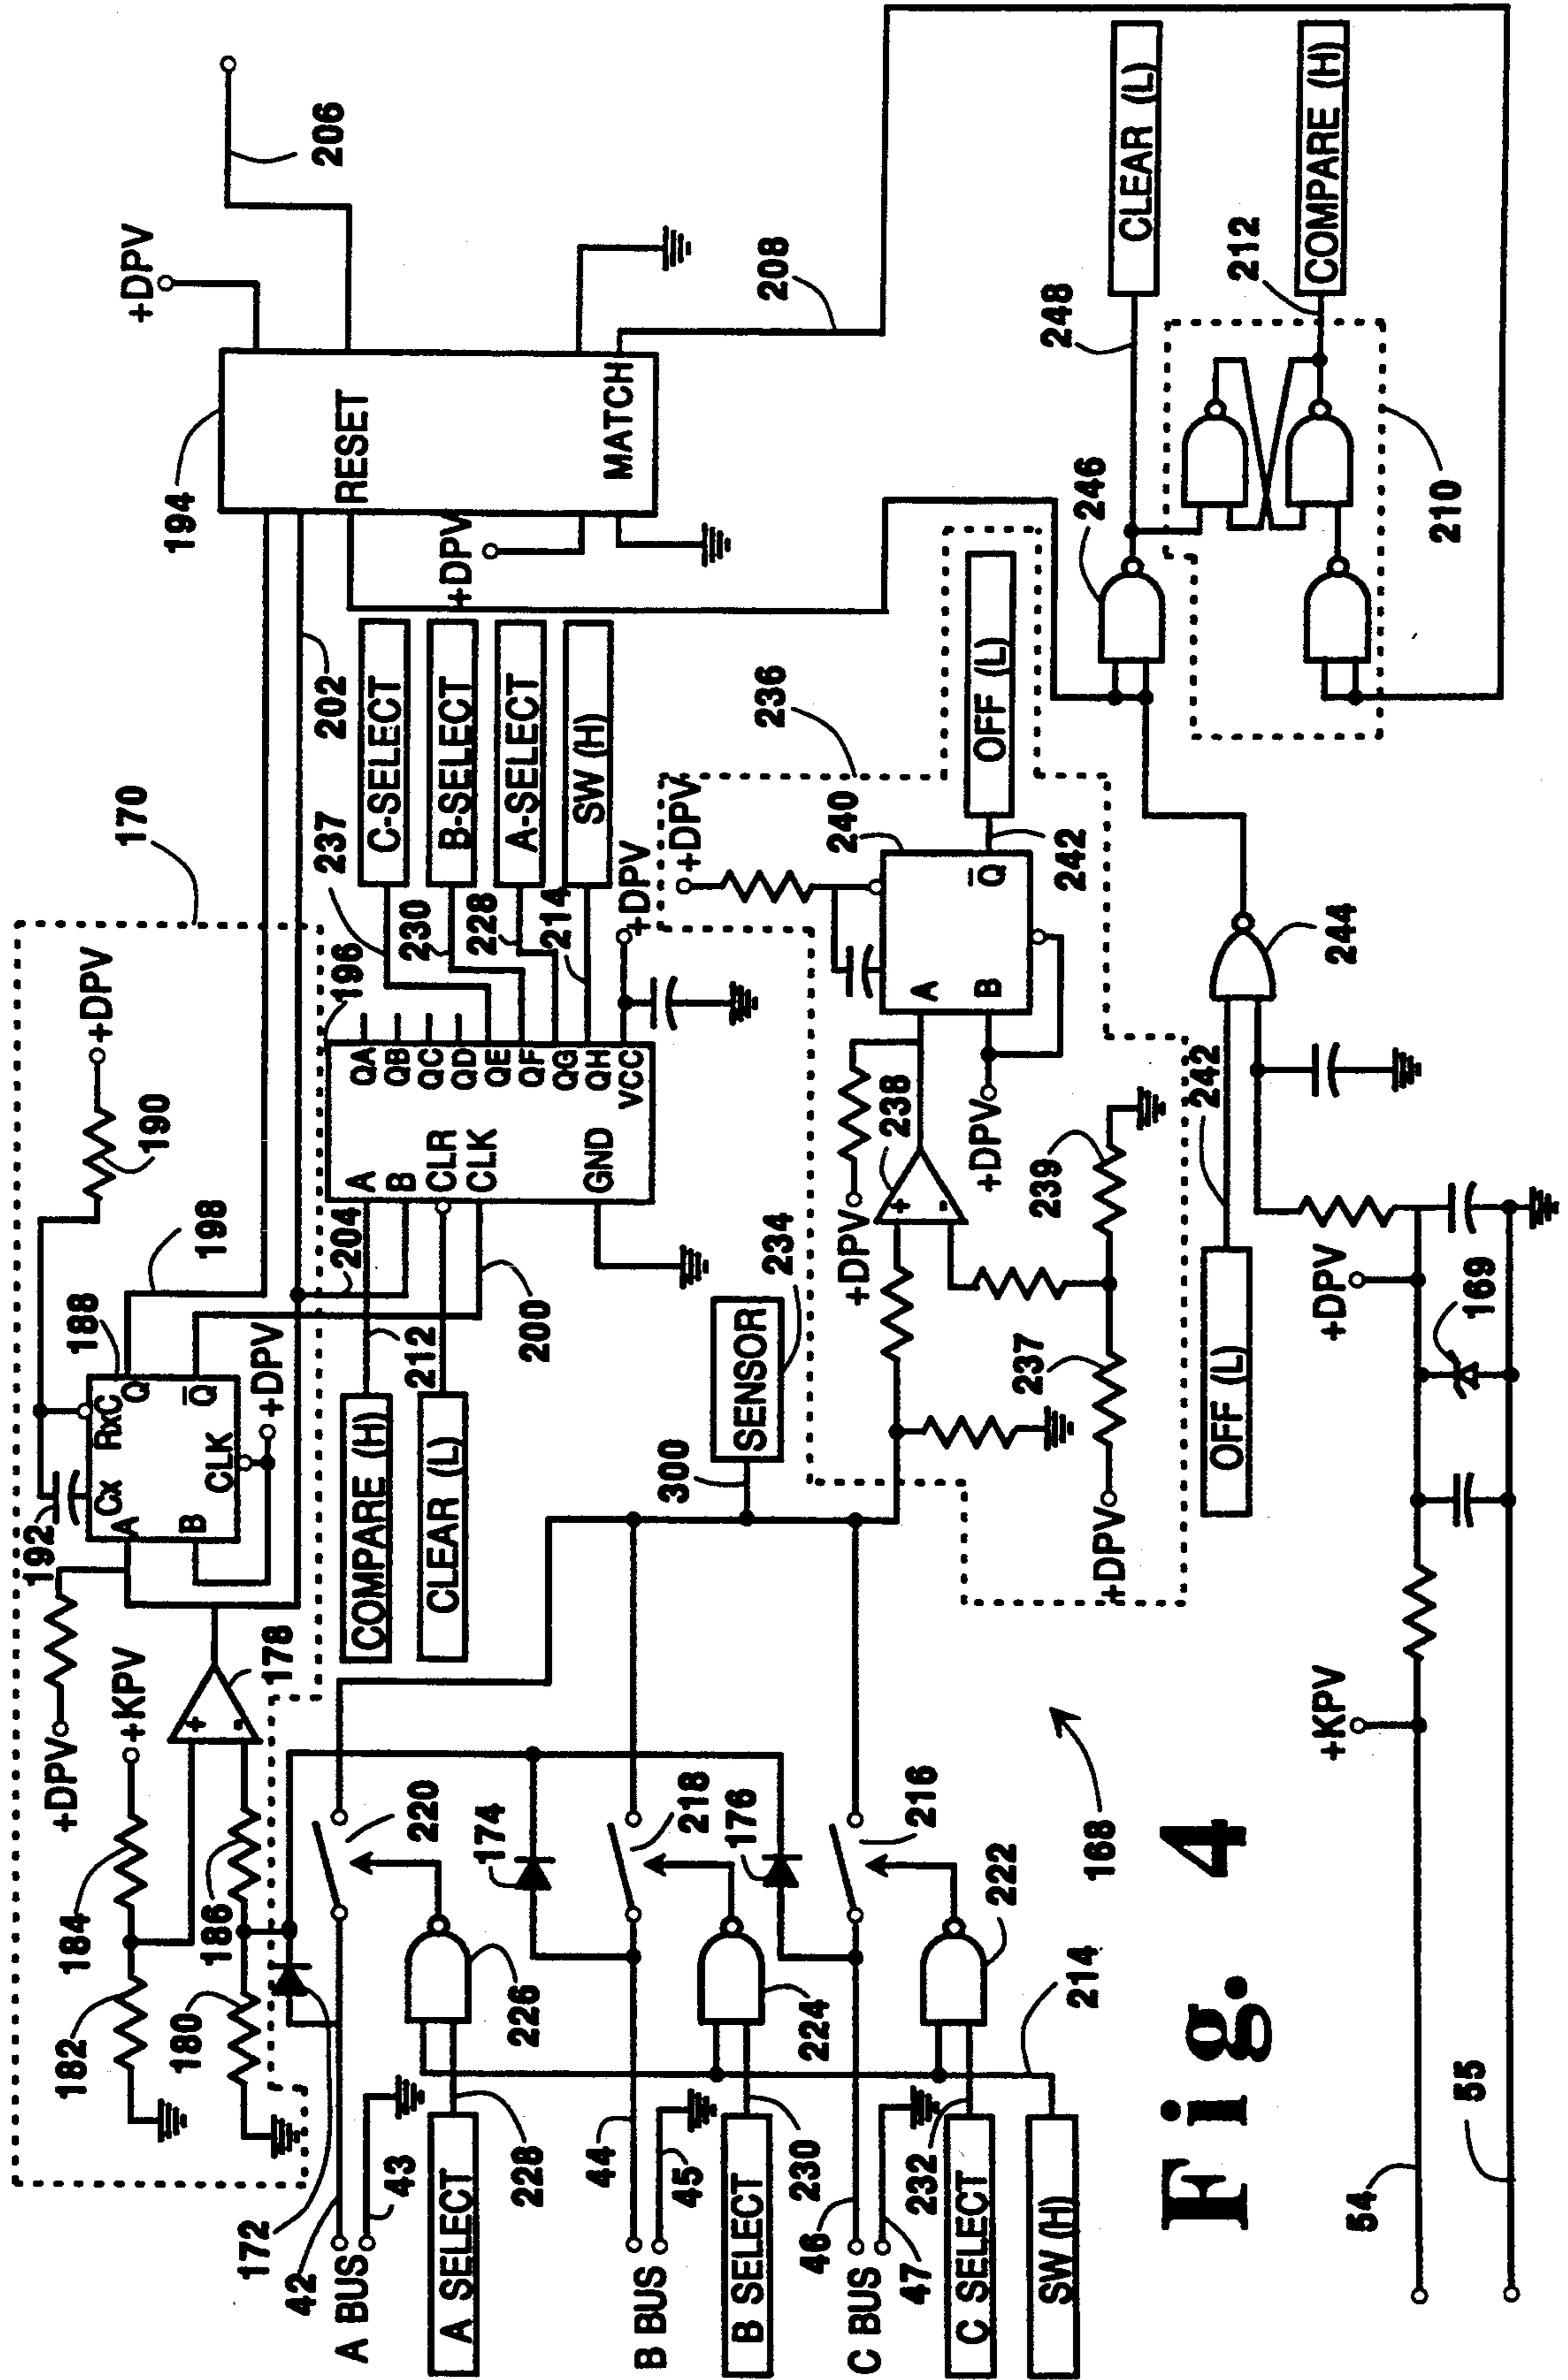 170
+DPV
190
192
Cx
RxC
188
A
Q
B
Q
CLK
+DPV
198
+DPV
+KPV
178
+
-
184
182
186
180
172
194
RESET
MATCH
+DPV
+DPV
206
208
202
204
196
A
B
CLR
CLK
GND
QA
QB
QC
QD
QE
QF
QG
QH
VCC
237
C-SELECT
230
B-SELECT
228
A-SELECT
214
SW (H)
+DPV
COMPARE (H)
212
CLEAR (L)
200
42
A BUS
43
A SELECT
228
220
226
174
44
B BUS
45
B SELECT
230
218
224
176
46
C BUS
47
C SELECT
232
216
222
SW (H)
214
168
300
SENSOR
234
236
+DPV
240
A
B
Q
242
OFF (L)
+DPV
238
+
-
+DPV
239
237
+DPV
246
248
CLEAR (L)
212
COMPARE (H)
210
244
OFF (L)
242
+KPV
+DPV
169
54
55
Fig. 4